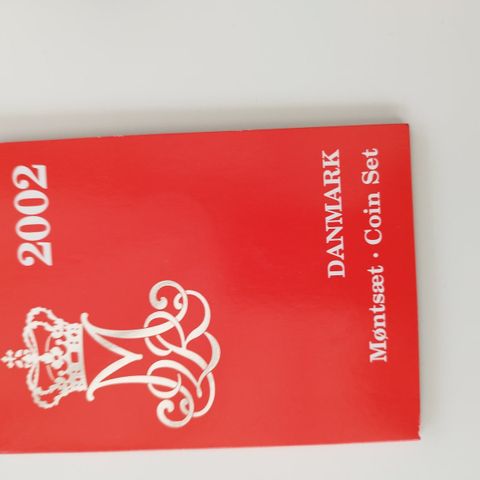 2002
DANMARK
Møntsæt · Coin Set